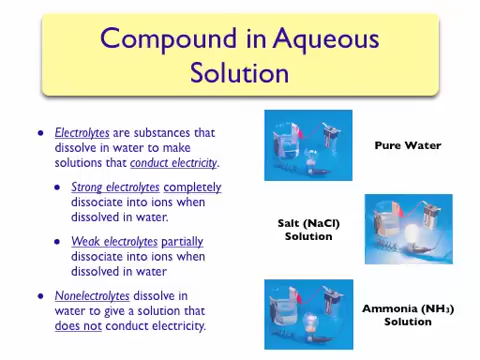 Compound in Aqueous
Solution
● Electrolytes are substances that
dissolve in water to make
solutions that conduct electricity.
● Strong electrolytes completely
dissociate into ions when
dissolved in water.
● Weak electrolytes partially
dissociate into ions when
dissolved in water
● Nonelectrolytes dissolve in
water to give a solution that
does not conduct electricity.
Pure Water
Salt (NaCl)
Solution
Ammonia (NH₃)
Solution